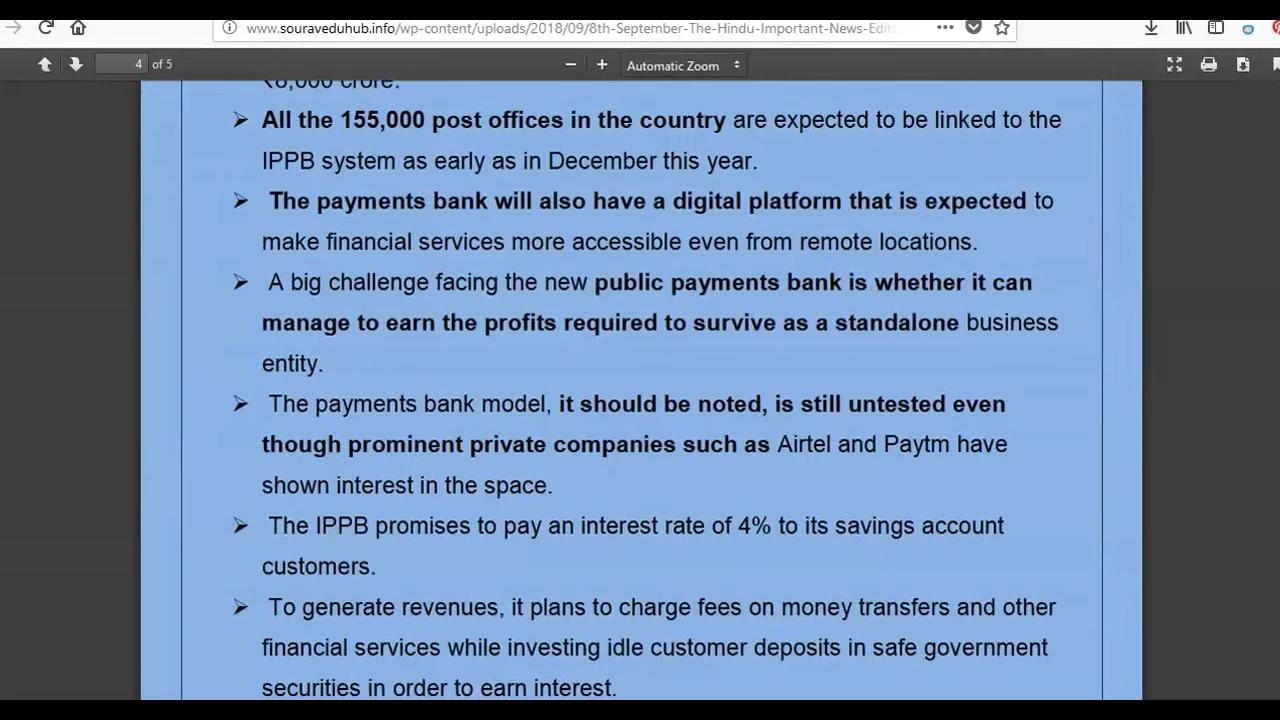 www.souraveduhub.info/wp-content/uploads/2018/09/8th-September-The-Hindu-Important-News-Edit
4 of 5
Automatic Zoom
₹8,000 crore.
All the 155,000 post offices in the country are expected to be linked to the
IPPB system as early as in December this year.
The payments bank will also have a digital platform that is expected to
make financial services more accessible even from remote locations.
A big challenge facing the new public payments bank is whether it can
manage to earn the profits required to survive as a standalone business
entity.
The payments bank model, it should be noted, is still untested even
though prominent private companies such as Airtel and Paytm have
shown interest in the space.
The IPPB promises to pay an interest rate of 4% to its savings account
customers.
To generate revenues, it plans to charge fees on money transfers and other
financial services while investing idle customer deposits in safe government
securities in order to earn interest.